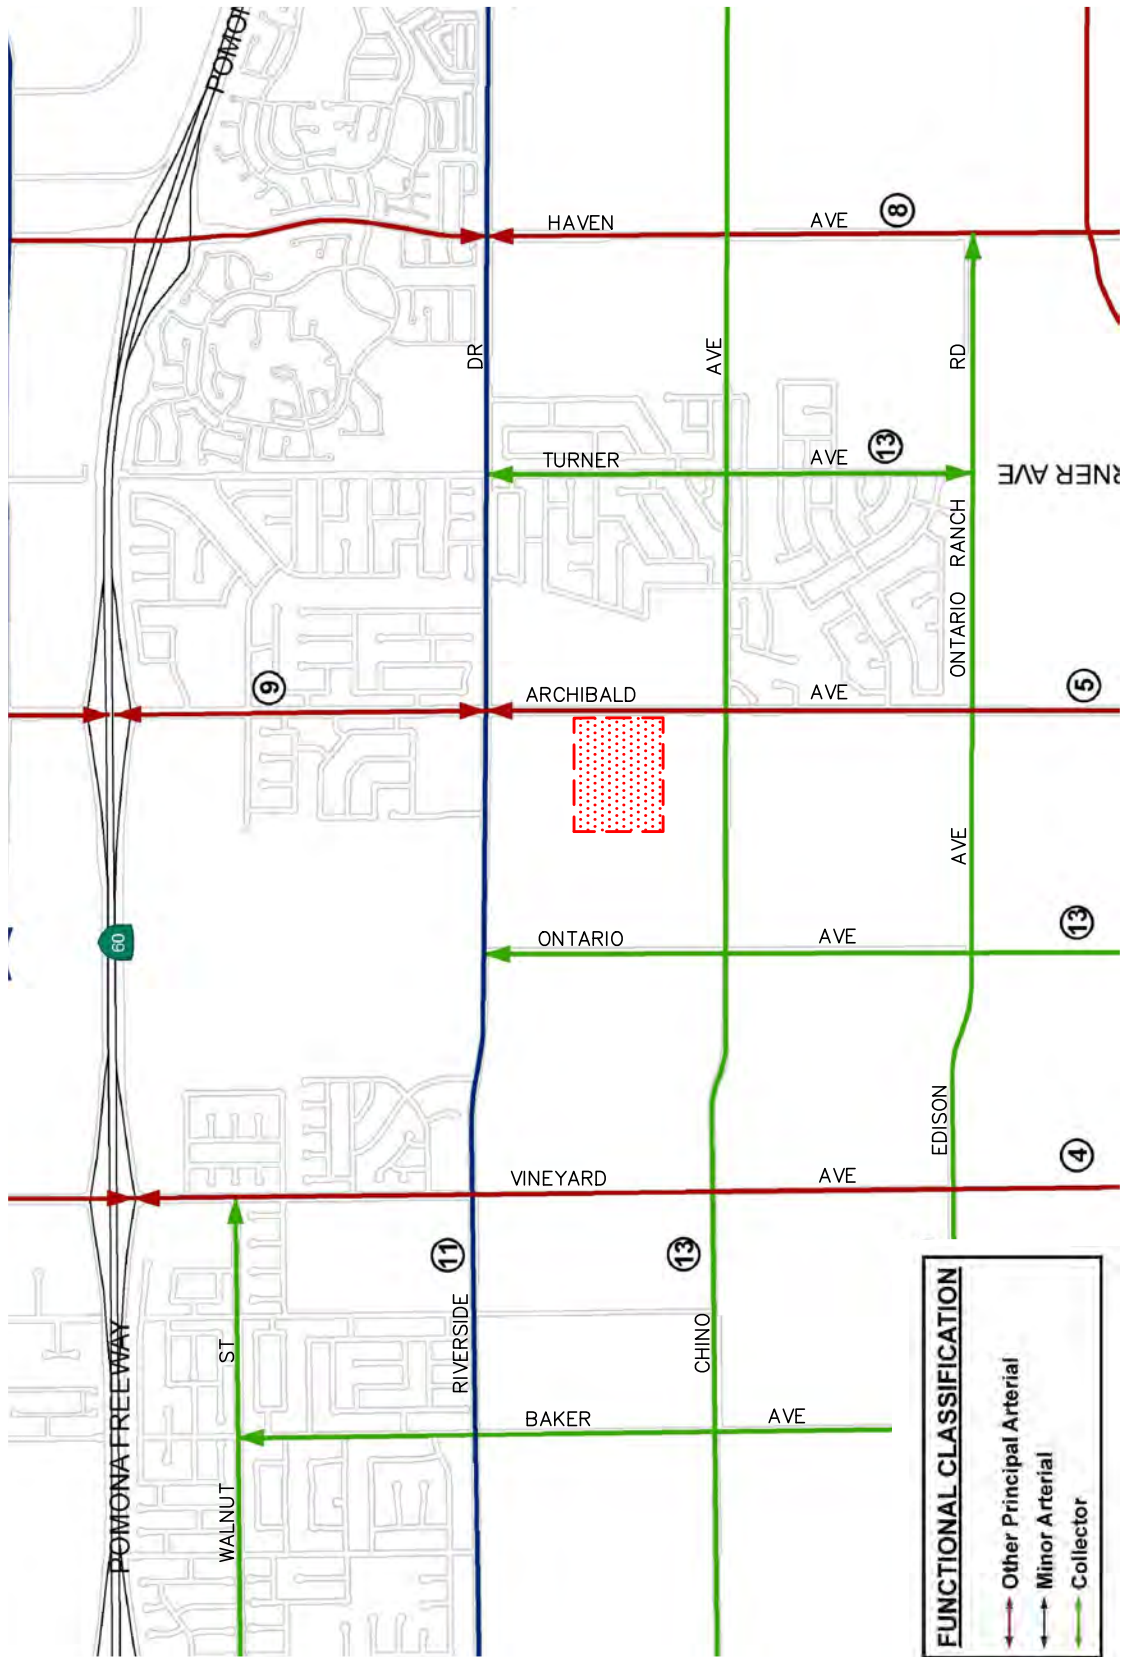 POMO
HAVEN AVE
8
DR
AVE
RD
TURNER AVE
13
RNER AVE
ONTARIO RANCH
9
ARCHIBALD AVE
5
AVE
60
ONTARIO AVE
13
EDISON
VINEYARD AVE
4
11
13
RIVERSIDE
CHINO
ST
POMONA FREEWAY
BAKER AVE
WALNUT
FUNCTIONAL CLASSIFICATION
Other Principal Arterial
Minor Arterial
Collector